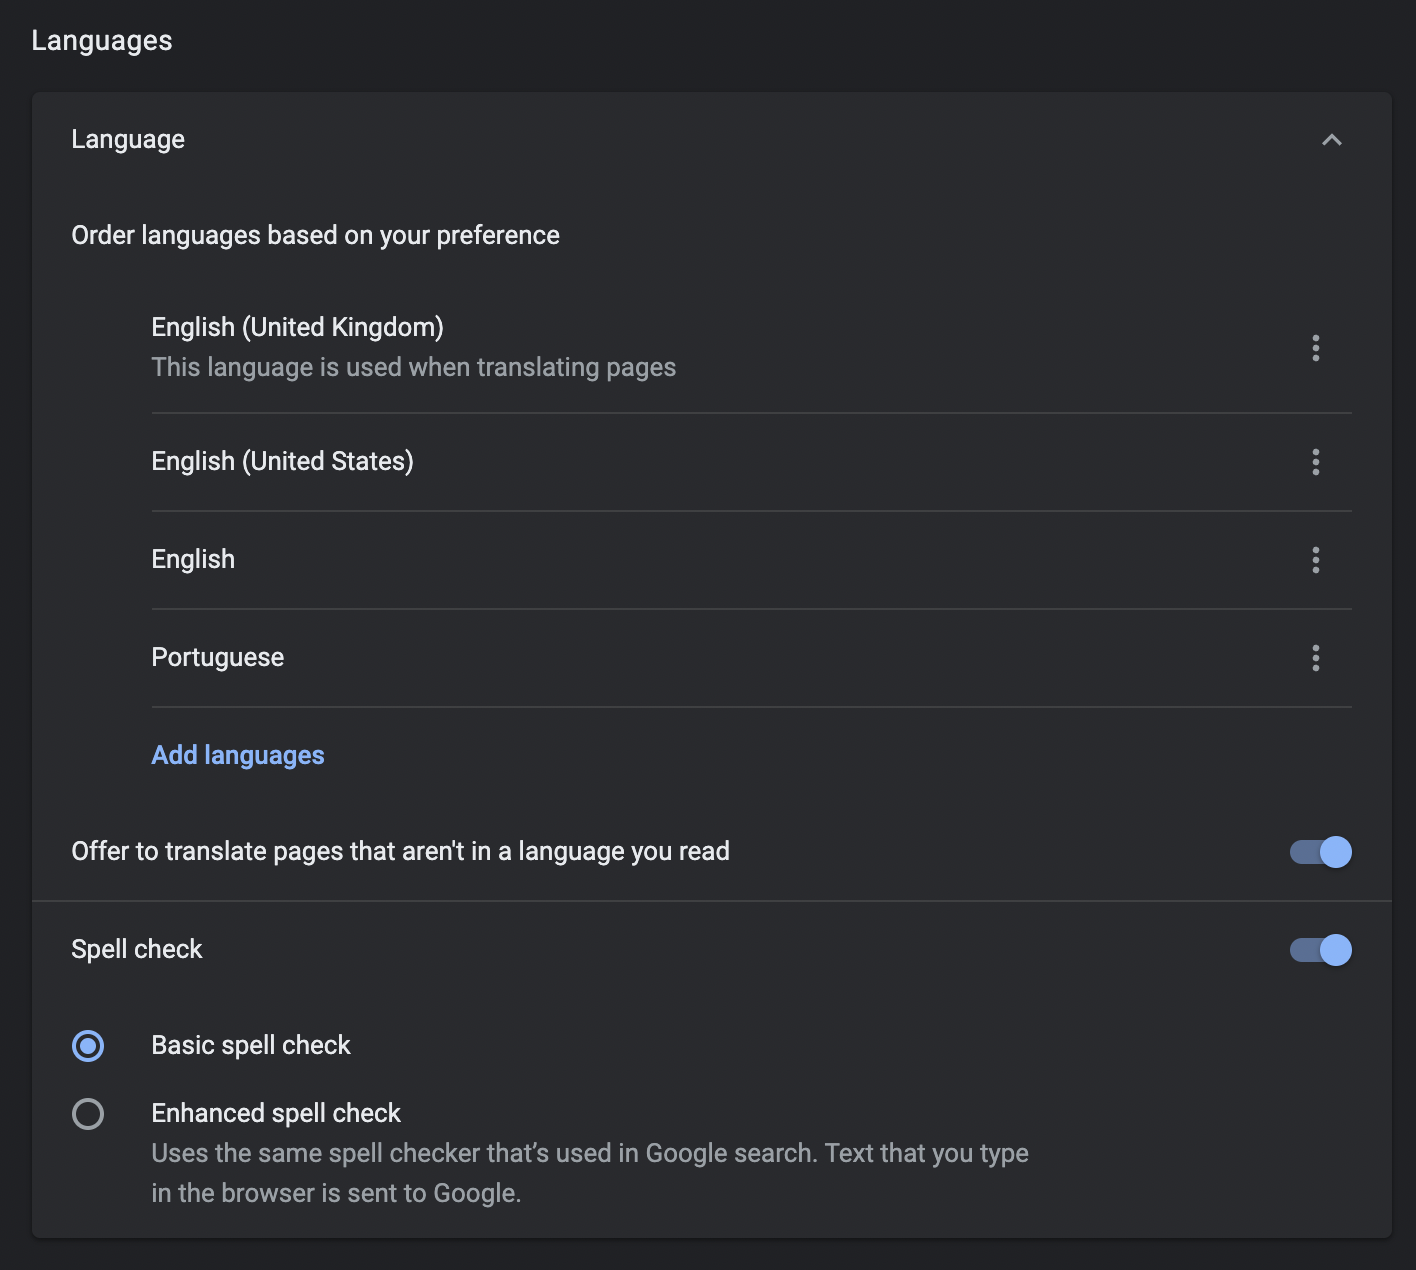 Languages
Language
Order languages based on your preference
English (United Kingdom)
This language is used when translating pages
English (United States)
English
Portuguese
Add languages
Offer to translate pages that aren't in a language you read
Spell check
Basic spell check
Enhanced spell check
Uses the same spell checker that’s used in Google search. Text that you type
in the browser is sent to Google.